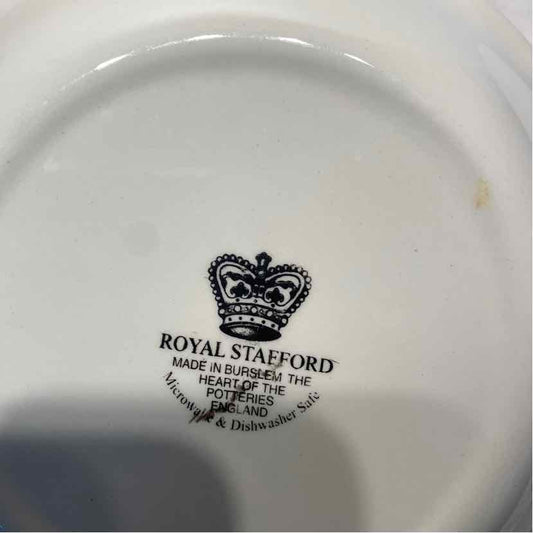 ROYAL STAFFORD
MADE IN BURSLEM THE
HEART OF THE
POTTERIES
ENGLAND
Microwave & Dishwasher Safe